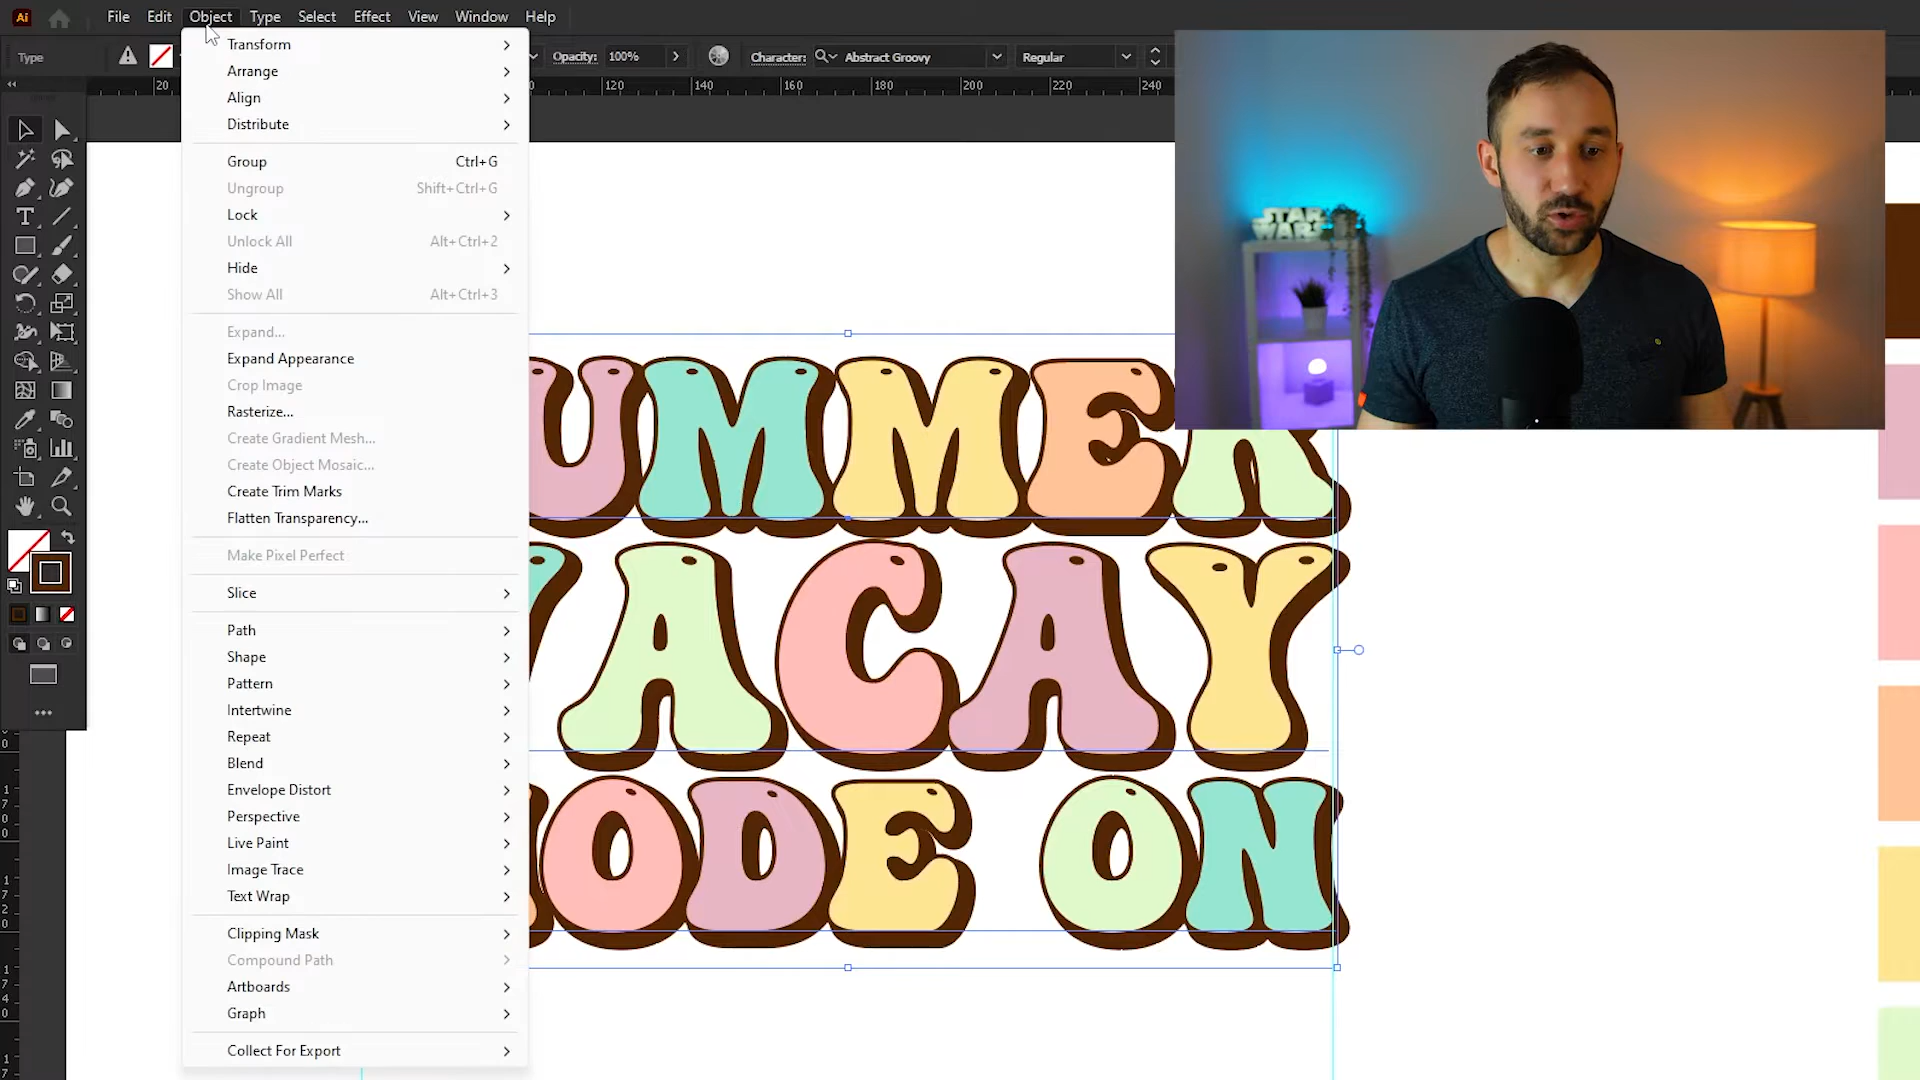 Ai File Edit Object Type Select Effect View Window Help
Type Opacity: 100% Character: Abstract Groovy Regular
20 120 140 160 180 200 220 240
Transform
Arrange
Align
Distribute
Group Ctrl+G
Ungroup Shift+Ctrl+G
Lock
Unlock All Alt+Ctrl+2
Hide
Show All Alt+Ctrl+3
Expand...
Expand Appearance
Crop Image
Rasterize...
Create Gradient Mesh...
Create Object Mosaic...
Create Trim Marks
Flatten Transparency...
Make Pixel Perfect
Slice
Path
Shape
Pattern
Intertwine
Repeat
Blend
Envelope Distort
Perspective
Live Paint
Image Trace
Text Wrap
Clipping Mask
Compound Path
Artboards
Graph
Collect For Export
STAR
WARS
UMMER
VACAY
ODE ON